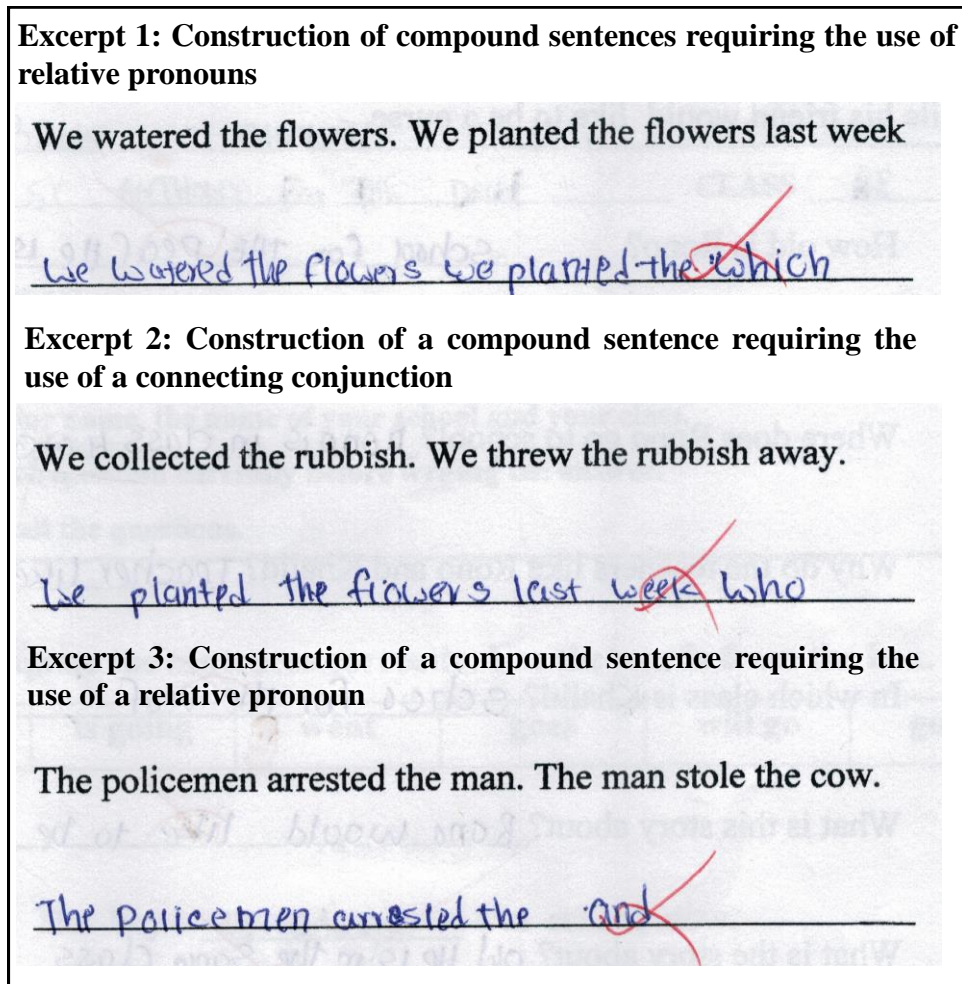 Excerpt 1: Construction of compound sentences requiring the use of
relative pronouns
We watered the flowers. We planted the flowers last week
We watered the flowers we planted the which
Excerpt 2: Construction of a compound sentence requiring the
use of a connecting conjunction
We collected the rubbish. We threw the rubbish away.
We planted the flowers last week who
Excerpt 3: Construction of a compound sentence requiring the
use of a relative pronoun
The policemen arrested the man. The man stole the cow.
The policemen arrested the and